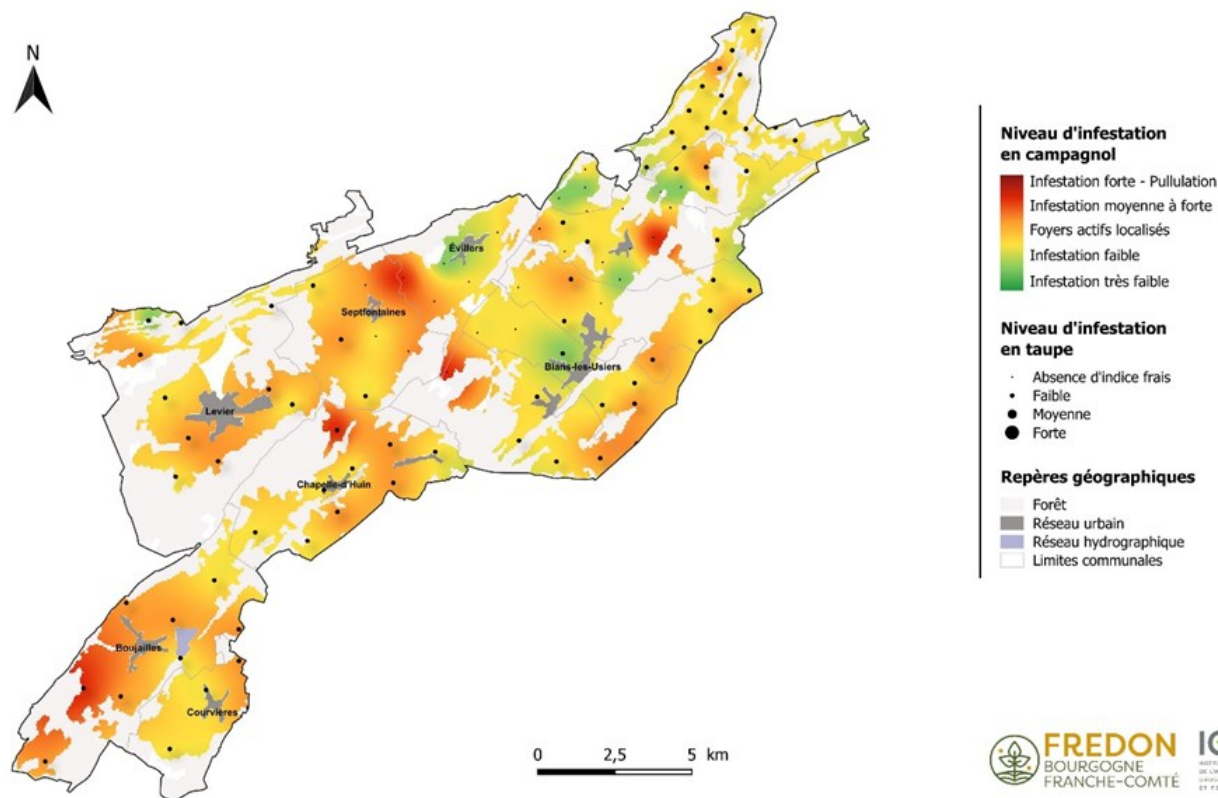 N
Évillers
Septfontaines
Bians-les-Usiers
Levier
Chapelle-d'Huin
Boujailles
Courvières
0 2,5 5 km
Niveau d'infestation
en campagnol
Infestation forte - Pullulation
Infestation moyenne à forte
Foyers actifs localisés
Infestation faible
Infestation très faible
Niveau d'infestation
en taupe
Absence d'indice frais
Faible
Moyenne
Forte
Repères géographiques
Forêt
Réseau urbain
Réseau hydrographique
Limites communales
FREDON
BOURGOGNE
FRANCHE-COMTÉ